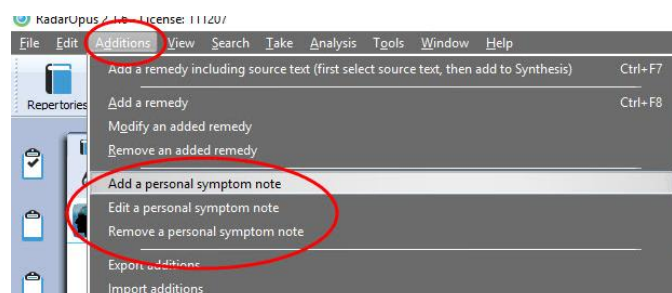 RadarOpus 2.1.6 - License: 111207
File Edit Additions View Search Take Analysis Tools Window Help
Add a remedy including source text (first select source text, then add to Synthesis) Ctrl+F7
Repertories
Add a remedy Ctrl+F8
Modify an added remedy
Remove an added remedy
Add a personal symptom note
Edit a personal symptom note
Remove a personal symptom note
Export additions
Import additions